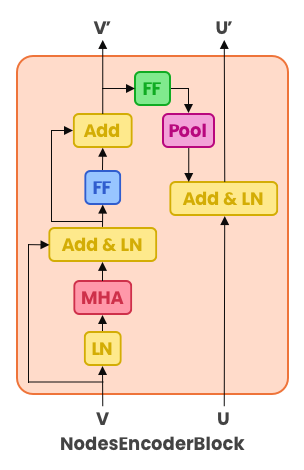 V’ U’
FF
Add Pool
FF
Add & LN
Add & LN
MHA
LN
V U
NodesEncoderBlock